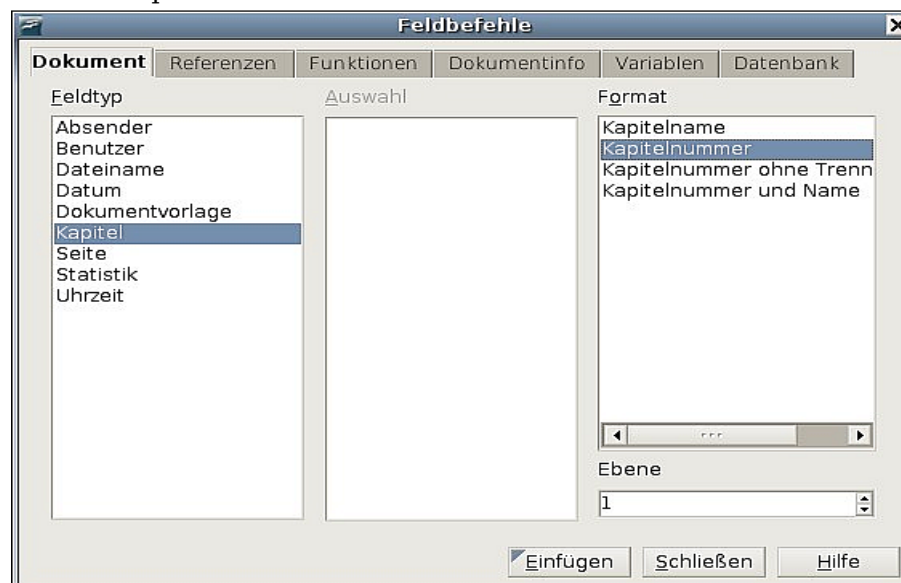 Feldbefehle
Dokument Referenzen Funktionen Dokumentinfo Variablen Datenbank
Feldtyp
Absender
Benutzer
Dateiname
Datum
Dokumentvorlage
Kapitel
Seite
Statistik
Uhrzeit
Auswahl
Format
Kapitelname
Kapitelnummer
Kapitelnummer ohne Trenn
Kapitelnummer und Name
Ebene
1
Einfügen Schließen Hilfe